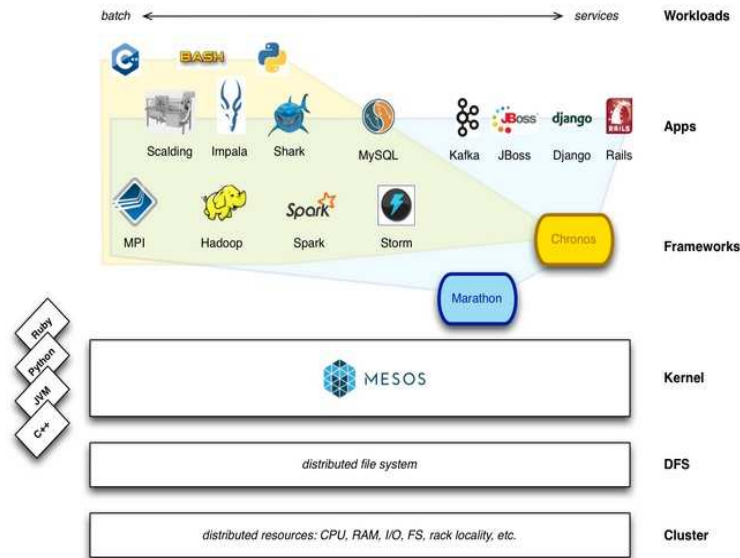 batch services Workloads
C++ BASH
Scalding Impala Shark MySQL Kafka JBoss django RAILS Apps
JBoss Django Rails
MPI Hadoop Spark Spark Storm
Chronos
Frameworks
Marathon
Ruby
Python
JVM
C++
MESOS Kernel
distributed file system DFS
distributed resources: CPU, RAM, I/O, FS, rack locality, etc. Cluster